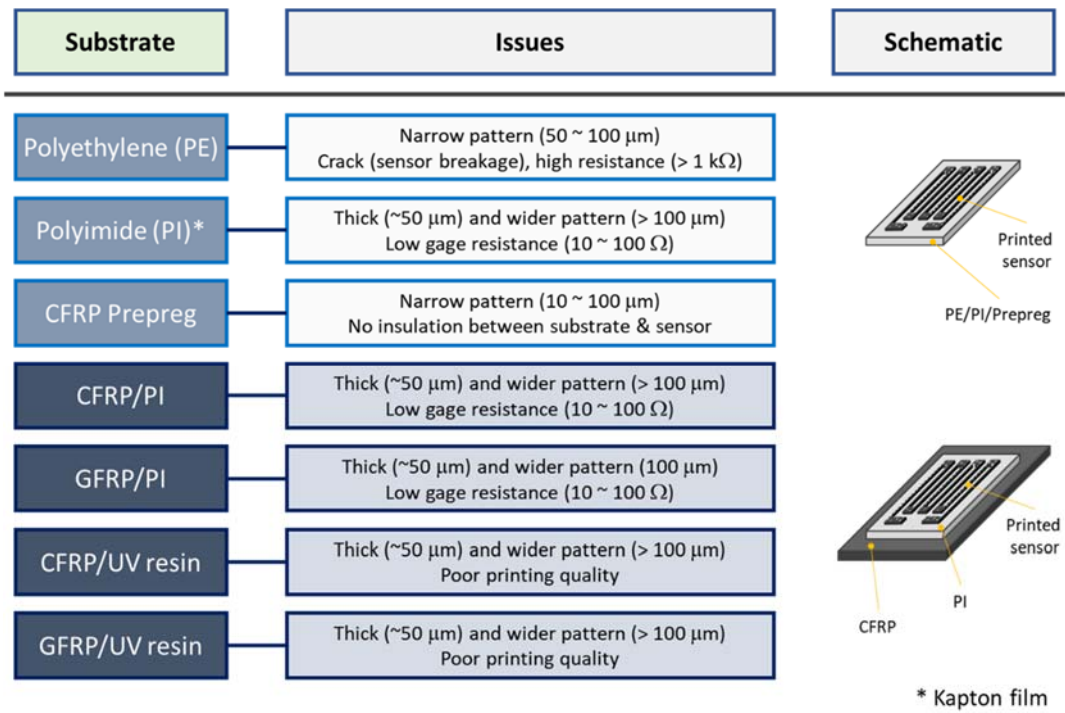 Substrate
Issues
Schematic
Polyethylene (PE)
Narrow pattern (50 ~ 100 μm)
Crack (sensor breakage), high resistance (> 1 kΩ)
Polyimide (PI)*
Thick (~50 μm) and wider pattern (> 100 μm)
Low gage resistance (10 ~ 100 Ω)
CFRP Prepreg
Narrow pattern (10 ~ 100 μm)
No insulation between substrate & sensor
CFRP/PI
Thick (~50 μm) and wider pattern (> 100 μm)
Low gage resistance (10 ~ 100 Ω)
GFRP/PI
Thick (~50 μm) and wider pattern (100 μm)
Low gage resistance (10 ~ 100 Ω)
CFRP/UV resin
Thick (~50 μm) and wider pattern (> 100 μm)
Poor printing quality
GFRP/UV resin
Thick (~50 μm) and wider pattern (> 100 μm)
Poor printing quality
Printed
sensor
PE/PI/Prepreg
Printed
sensor
PI
CFRP
* Kapton film